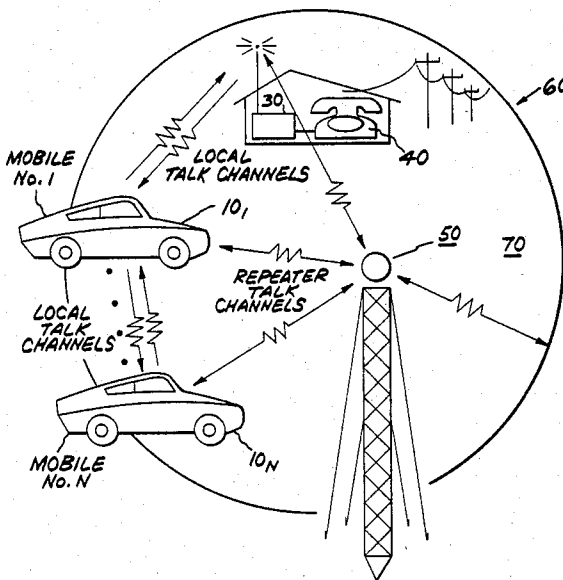 60
30
40
LOCAL
TALK CHANNELS
MOBILE
No. 1
10₁
50
70
REPEATER
TALK
CHANNELS
LOCAL
TALK
CHANNELS
MOBILE
No. N
10N